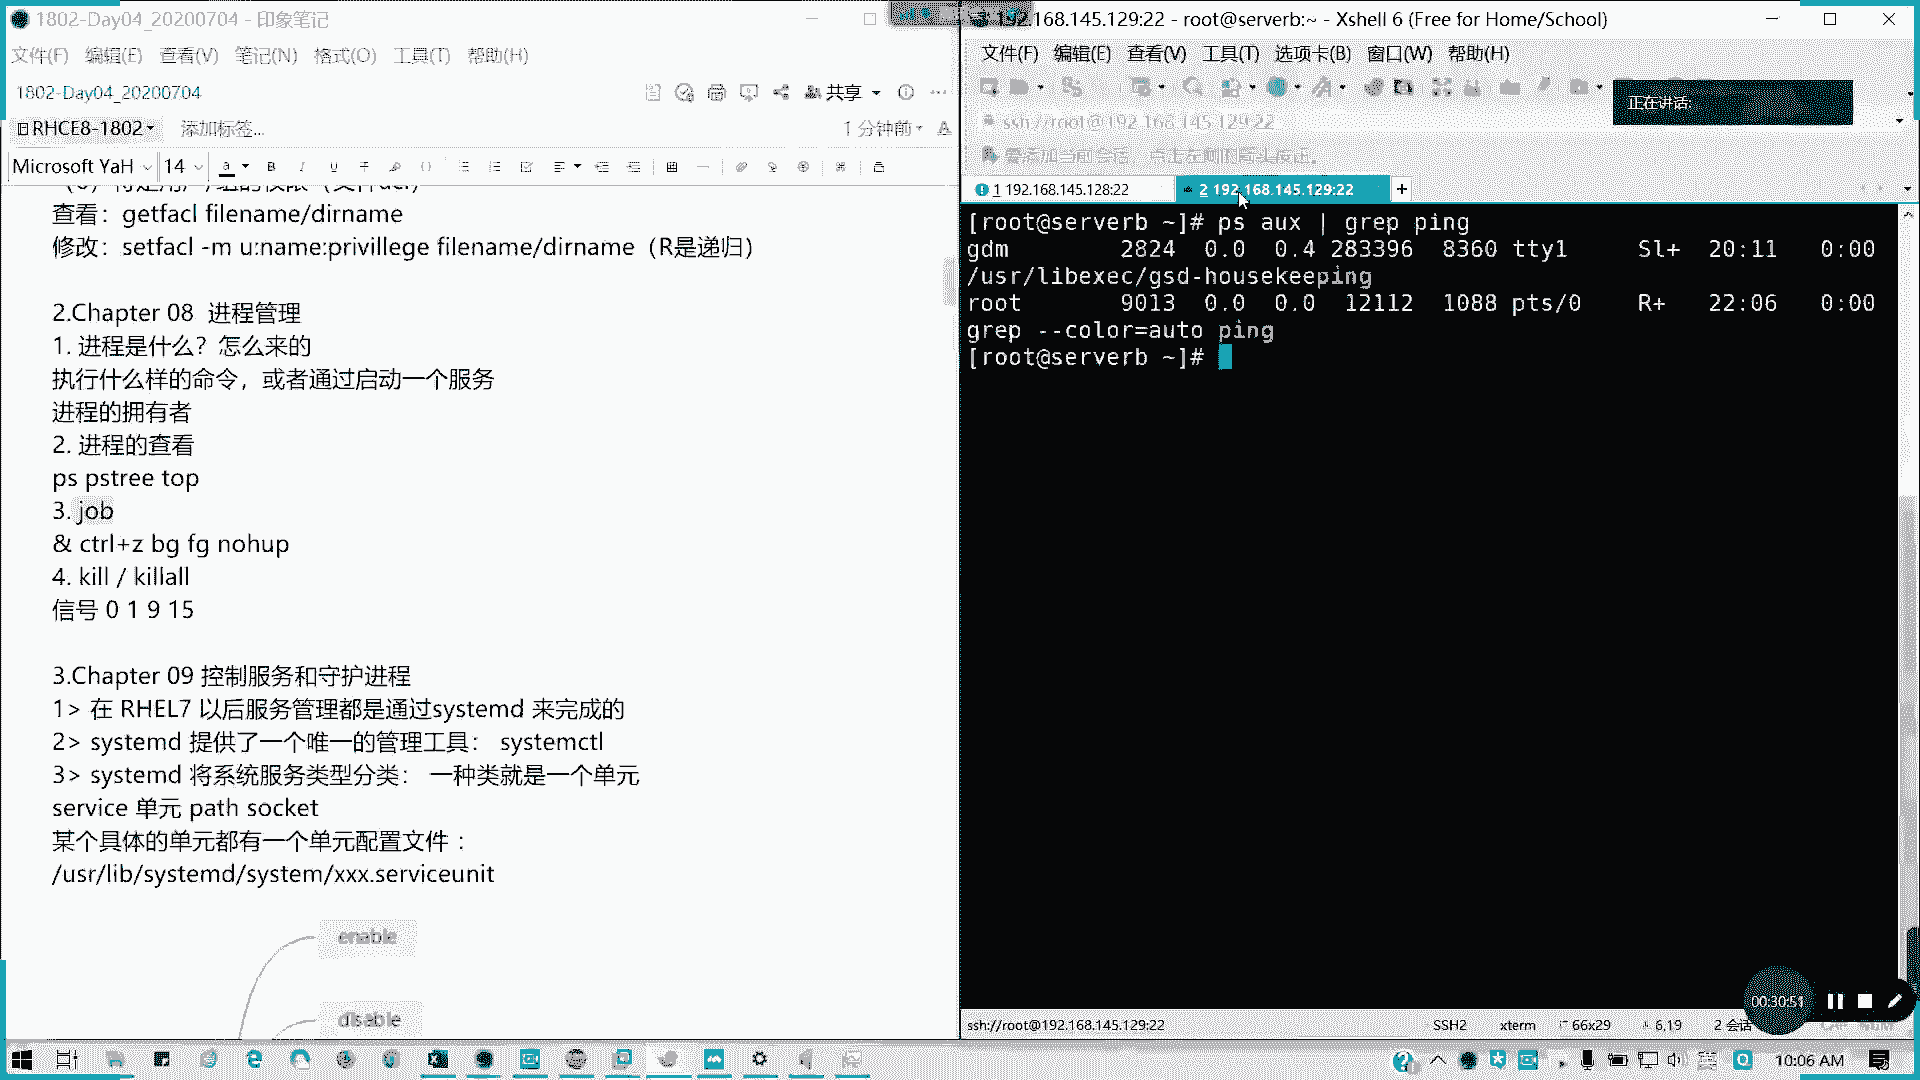 1802-Day04_20200704 - 印象笔记
文件(F) 编辑(E) 查看(V) 笔记(N) 格式(O) 工具(T) 帮助(H)
1802-Day04_20200704
共享
RHCE8-1802 添加标签...
1 分钟前
Microsoft YaH 14
查看：getfacl filename/dirname
修改：setfacl -m u:name:privillege filename/dirname（R是递归）
2.Chapter 08 进程管理
1. 进程是什么？怎么来的
执行什么样的命令，或者通过启动一个服务
进程的拥有者
2. 进程的查看
ps pstree top
3. job
& ctrl+z bg fg nohup
4. kill / killall
信号 0 1 9 15
3.Chapter 09 控制服务和守护进程
1> 在 RHEL7 以后服务管理都是通过systemd 来完成的
2> systemd 提供了一个唯一的管理工具： systemctl
3> systemd 将系统服务类型分类： 一种类就是一个单元
service 单元 path socket
某个具体的单元都有一个单元配置文件：
/usr/lib/systemd/system/xxx.serviceunit
enable
disable
192.168.145.129:22 - root@serverb:~ - Xshell 6 (Free for Home/School)
文件(F) 编辑(E) 查看(V) 工具(T) 选项卡(B) 窗口(W) 帮助(H)
正在讲话:
ssh://root@192.168.145.129:22
要添加当前会话，点击左侧的箭头按钮。
1 192.168.145.128:22
2 192.168.145.129:22
[root@serverb ~]# ps aux | grep ping
gdm 2824 0.0 0.4 283396 8360 tty1 Sl+ 20:11 0:00
/usr/libexec/gsd-housekeeping
root 9013 0.0 0.0 12112 1088 pts/0 R+ 22:06 0:00
grep --color=auto ping
[root@serverb ~]#
00:30:51
ssh://root@192.168.145.129:22 SSH2 xterm 66x29 6,19 2 会话
10:06 AM